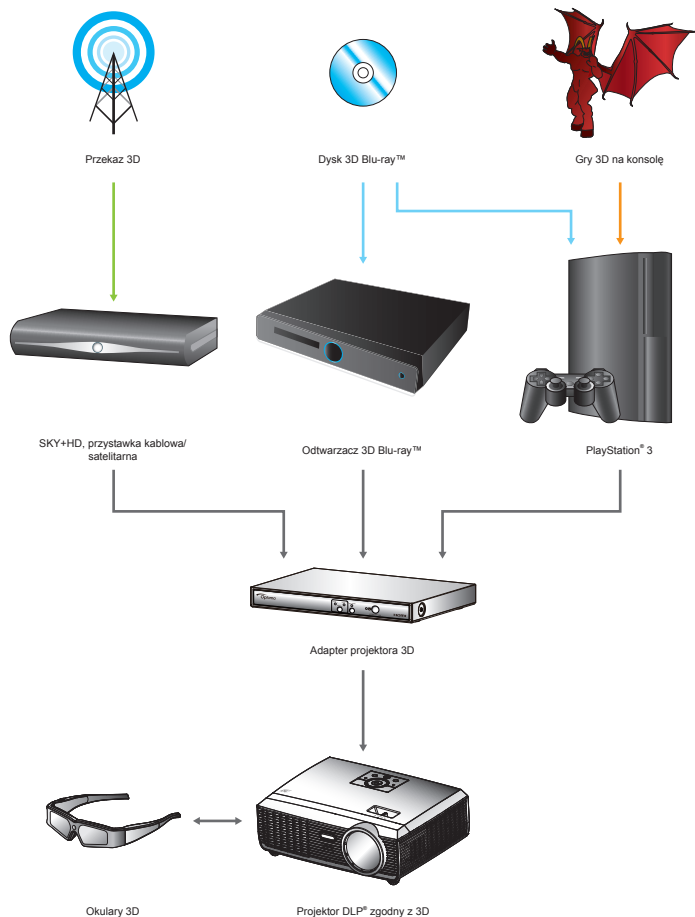 Przekaz 3D
Dysk 3D Blu-ray™
Gry 3D na konsolę
SKY+HD, przystawka kablowa/
satelitarna
Odtwarzacz 3D Blu-ray™
PlayStation® 3
Optoma
Adapter projektora 3D
Okulary 3D
Projektor DLP® zgodny z 3D